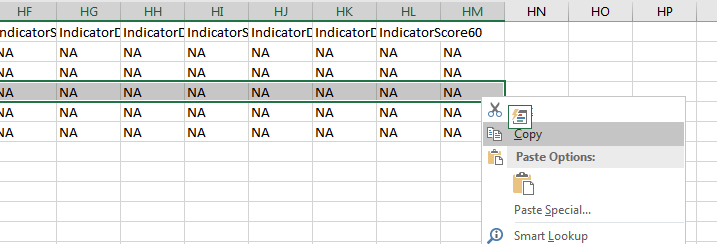 HF HG HH HI HJ HK HL HM HN HO HP
ndicatorS IndicatorD IndicatorD IndicatorS IndicatorD IndicatorD IndicatorScore60
NA NA NA NA NA NA NA NA
NA NA NA NA NA NA NA NA
NA NA NA NA NA NA NA NA
NA NA NA NA NA NA NA NA
NA NA NA NA NA NA NA NA
Copy
Paste Options:
Paste Special...
Smart Lookup